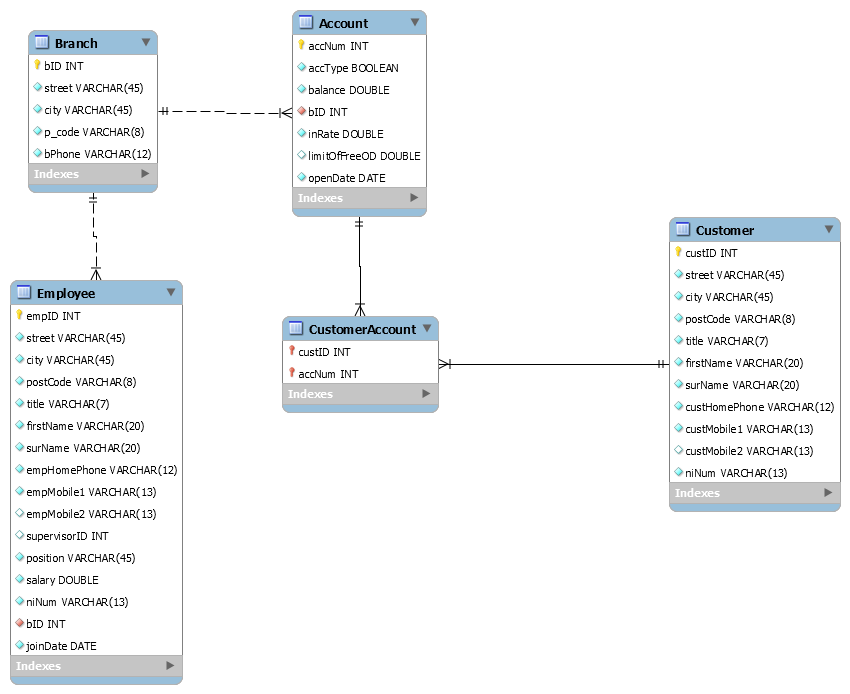 Branch
bID INT
street VARCHAR(45)
city VARCHAR(45)
p_code VARCHAR(8)
bPhone VARCHAR(12)
Indexes
Account
accNum INT
accType BOOLEAN
balance DOUBLE
bID INT
inRate DOUBLE
limitOfFreeOD DOUBLE
openDate DATE
Indexes
Employee
empID INT
street VARCHAR(45)
city VARCHAR(45)
postCode VARCHAR(8)
title VARCHAR(7)
firstName VARCHAR(20)
surName VARCHAR(20)
empHomePhone VARCHAR(12)
empMobile1 VARCHAR(13)
empMobile2 VARCHAR(13)
supervisorID INT
position VARCHAR(45)
salary DOUBLE
niNum VARCHAR(13)
bID INT
joinDate DATE
Indexes
CustomerAccount
custID INT
accNum INT
Indexes
Customer
custID INT
street VARCHAR(45)
city VARCHAR(45)
postCode VARCHAR(8)
title VARCHAR(7)
firstName VARCHAR(20)
surName VARCHAR(20)
custHomePhone VARCHAR(12)
custMobile1 VARCHAR(13)
custMobile2 VARCHAR(13)
niNum VARCHAR(13)
Indexes